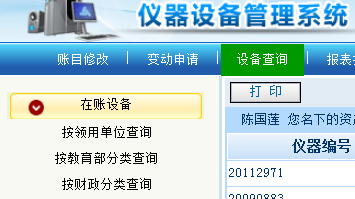 仪器设备管理系统
账目修改 变动申请 设备查询 报表
在账设备
按领用单位查询
按教育部分类查询
按财政分类查询
打 印
陈国莲 您名下的资产
仪器编号
20112971
20090883